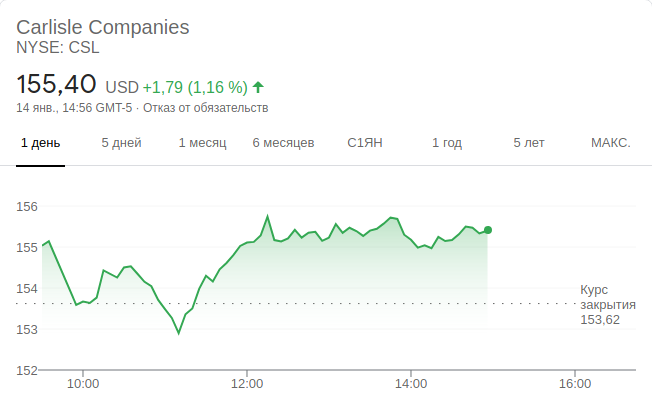 Carlisle Companies
NYSE: CSL
155,40 USD +1,79 (1,16 %)
14 янв., 14:56 GMT-5 · Отказ от обязательств
1 день 5 дней 1 месяц 6 месяцев С1ЯН 1 год 5 лет МАКС.
156
155
154
153
152
Курс
закрытия
153,62
10:00 12:00 14:00 16:00